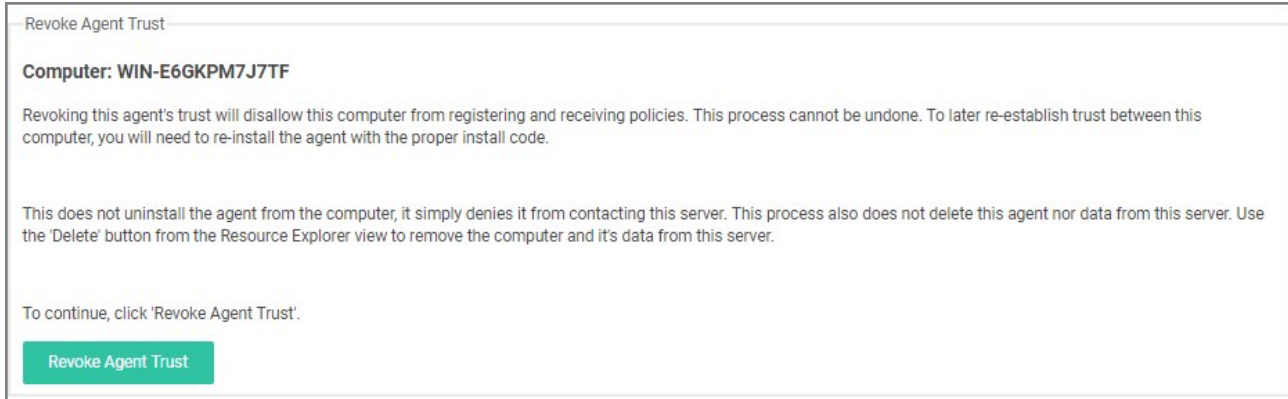 Revoke Agent Trust
Computer: WIN-E6GKPM7J7TF
Revoking this agent's trust will disallow this computer from registering and receiving policies. This process cannot be undone. To later re-establish trust between this
computer, you will need to re-install the agent with the proper install code.
This does not uninstall the agent from the computer, it simply denies it from contacting this server. This process also does not delete this agent nor data from this server. Use
the 'Delete' button from the Resource Explorer view to remove the computer and it's data from this server.
To continue, click 'Revoke Agent Trust'.
Revoke Agent Trust